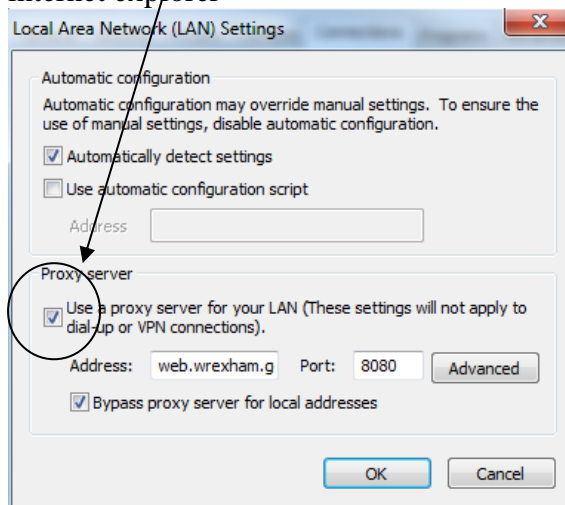 internet explorer
Local Area Network (LAN) Settings
Automatic configuration
Automatic configuration may override manual settings. To ensure the
use of manual settings, disable automatic configuration.
Automatically detect settings
Use automatic configuration script
Address
Proxy server
Use a proxy server for your LAN (These settings will not apply to
dial-up or VPN connections).
Address: web.wrexham.g Port: 8080 Advanced
Bypass proxy server for local addresses
OK Cancel